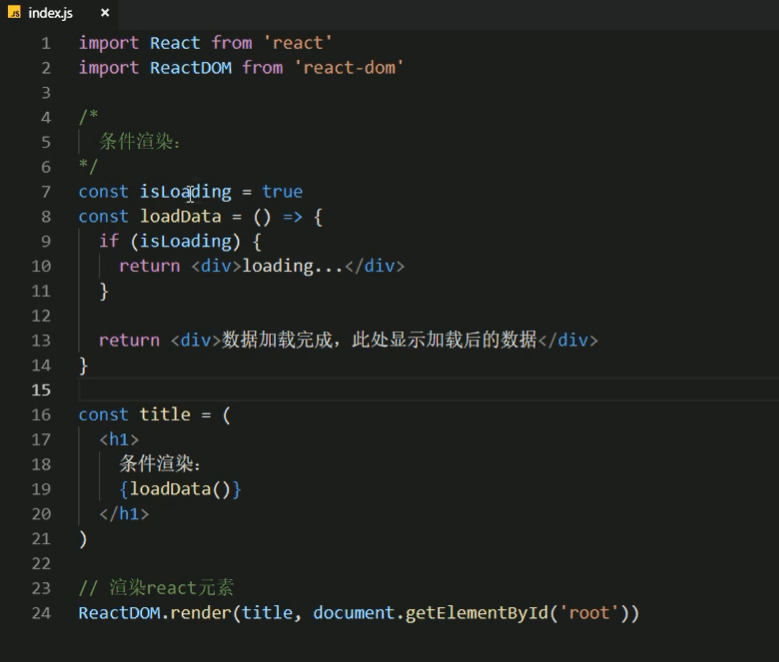 JS index.js ×
1 import React from 'react'
2 import ReactDOM from 'react-dom'
3
4 /*
5   条件渲染：
6 */
7 const isLoading = true
8 const loadData = () => {
9   if (isLoading) {
10     return <div>loading...</div>
11   }
12
13   return <div>数据加载完成，此处显示加载后的数据</div>
14 }
15
16 const title = (
17   <h1>
18     条件渲染：
19     {loadData()}
20   </h1>
21 )
22
23 // 渲染react元素
24 ReactDOM.render(title, document.getElementById('root'))